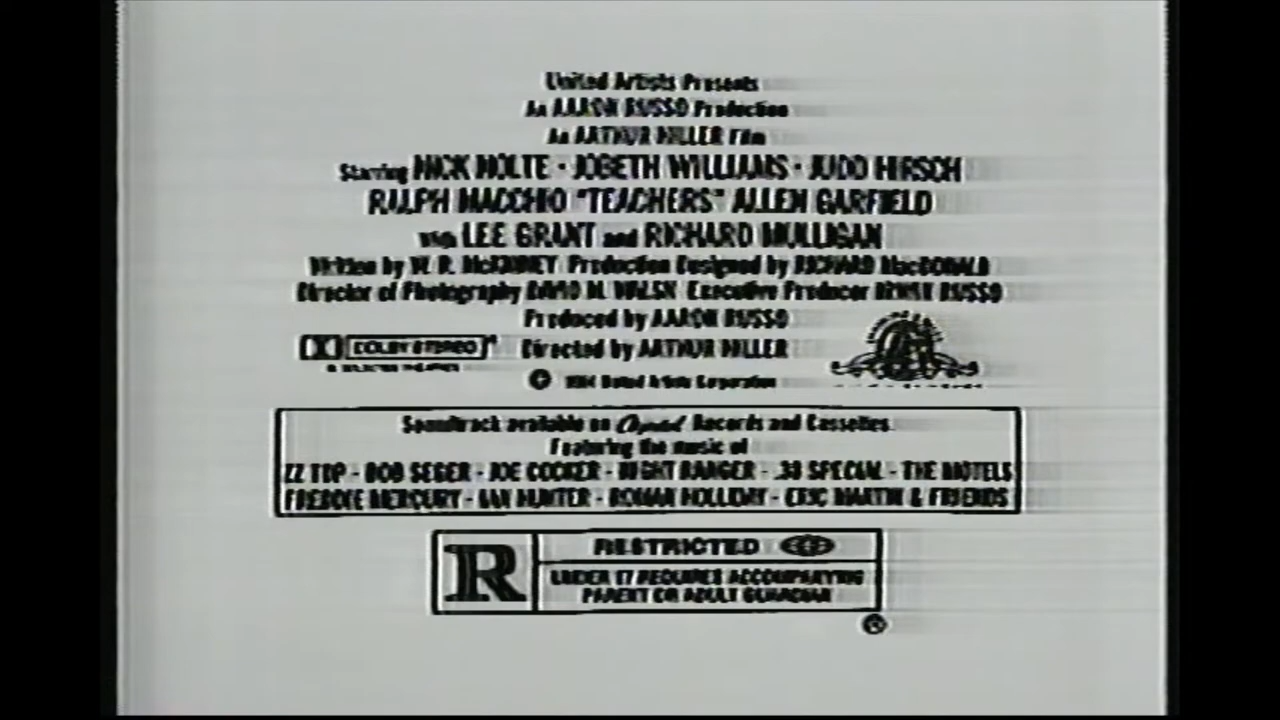 United Artists Presents
An AARON RUSSO Production
An ARTHUR HILLER Film
Starring NICK NOLTE · JOBETH WILLIAMS · JUDD HIRSCH
RALPH MACCHIO "TEACHERS" ALLEN GARFIELD
With LEE GRANT and RICHARD MULLIGAN
Written by W. R. McKINNEY Production Designed by RICHARD MacDONALD
Director of Photography DAVID M. WALSH Executive Producer IRWIN RUSSO
Produced by AARON RUSSO
DOLBY STEREO Directed by ARTHUR HILLER
© 1984 United Artists Corporation
Soundtrack available on Capitol Records and Cassettes
Featuring the music of
ZZ TOP - BOB SEGER - JOE COCKER - NIGHT RANGER - .38 SPECIAL - THE MOTELS
FREDDIE MERCURY - IAN HUNTER - ROMAN HOLLIDAY - ERIC MARTIN & FRIENDS
R RESTRICTED
UNDER 17 REQUIRES ACCOMPANYING
PARENT OR ADULT GUARDIAN
®